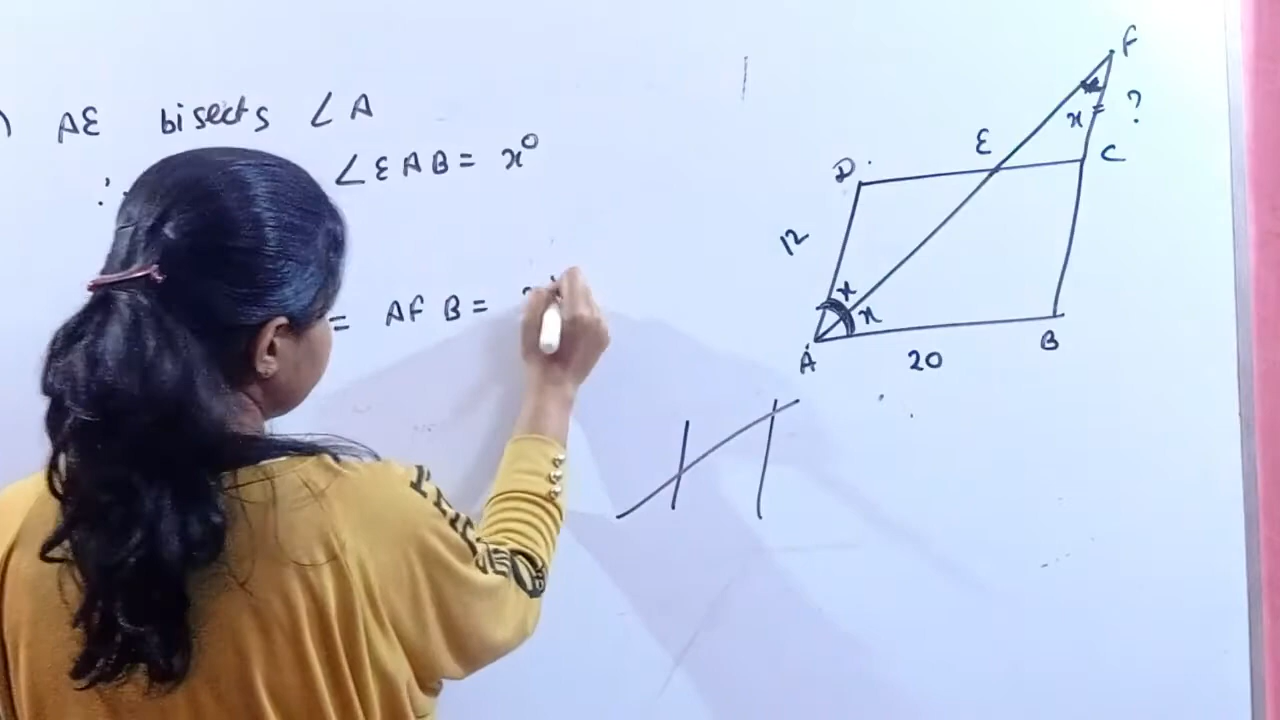 ) AE bisects ∠A
∴ ∠EAB = x°
= AFB =
F
x ?
E
C
D
12
x
x
A
B
20